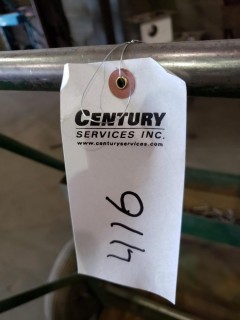 CENTURY
SERVICES INC.
www.centuryservices.com
4116